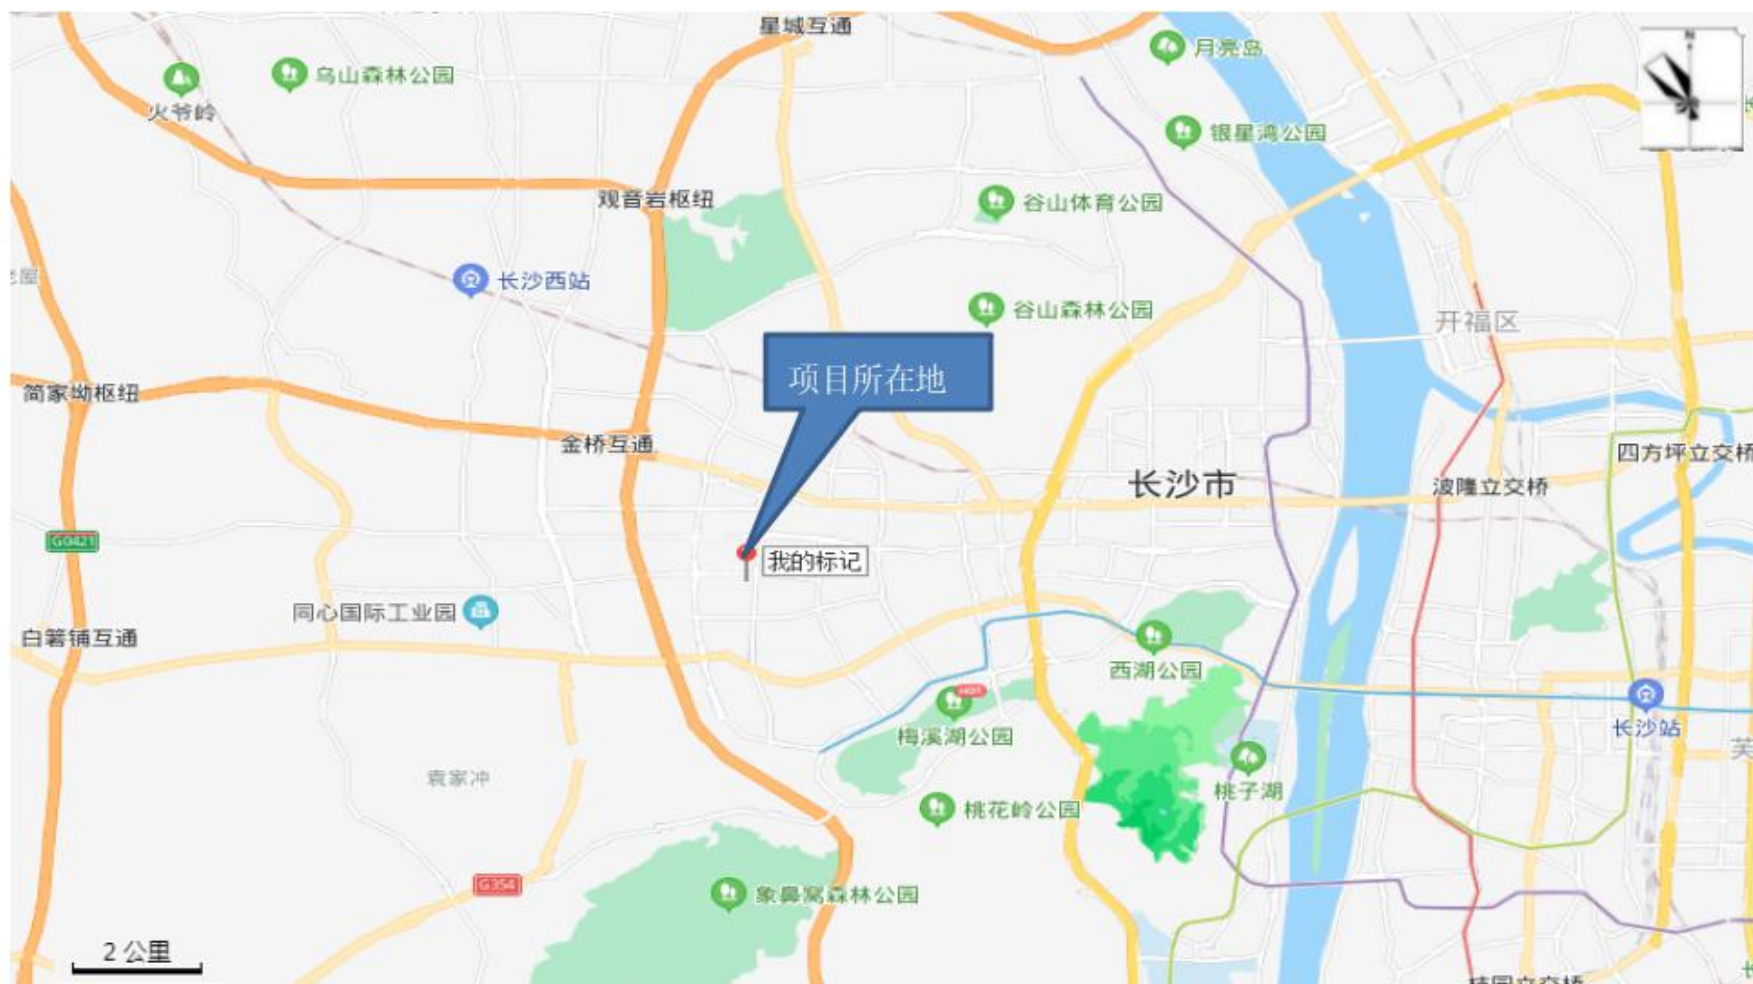 星城互通
月亮岛
N
乌山森林公园
火爷岭
银星湾公园
观音岩枢纽
谷山体育公园
长沙西站
谷山森林公园
开福区
项目所在地
简家坳枢纽
金桥互通
四方坪立交桥
长沙市
波隆立交桥
G0421
我的标记
同心国际工业园
白箬铺互通
西湖公园
HOT
梅溪湖公园
长沙站
袁家冲
桃子湖
桃花岭公园
G354
象鼻窝森林公园
2 公里